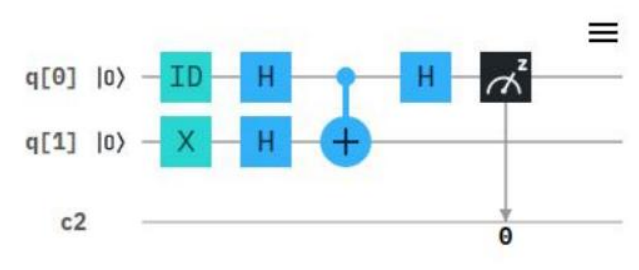 q[0] |0⟩ ID H H z
q[1] |0⟩ X H +
c2
0